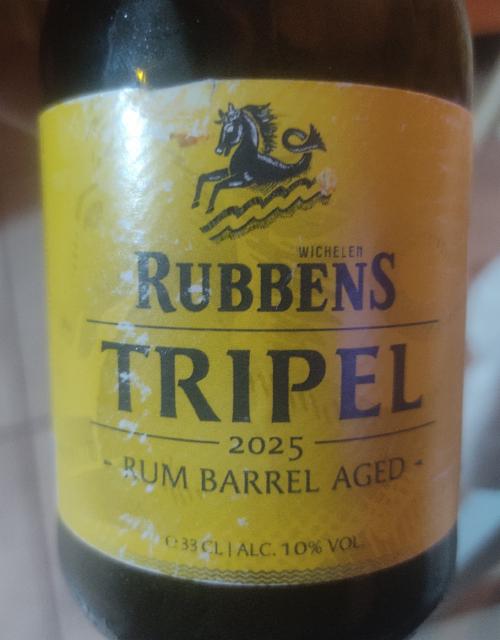 WICHELEN
RUBBENS
TRIPEL
2025
- RUM BARREL AGED -
℮ 33 CL | ALC. 10% VOL.